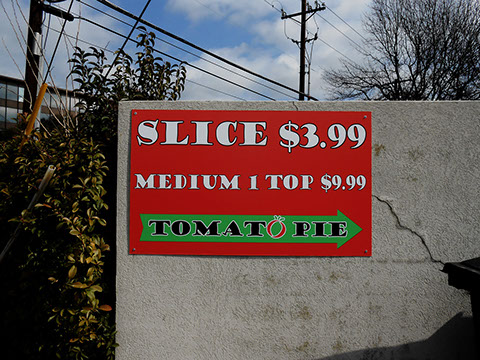 SLICE $3.99
MEDIUM 1 TOP $9.99
TOMATO PIE